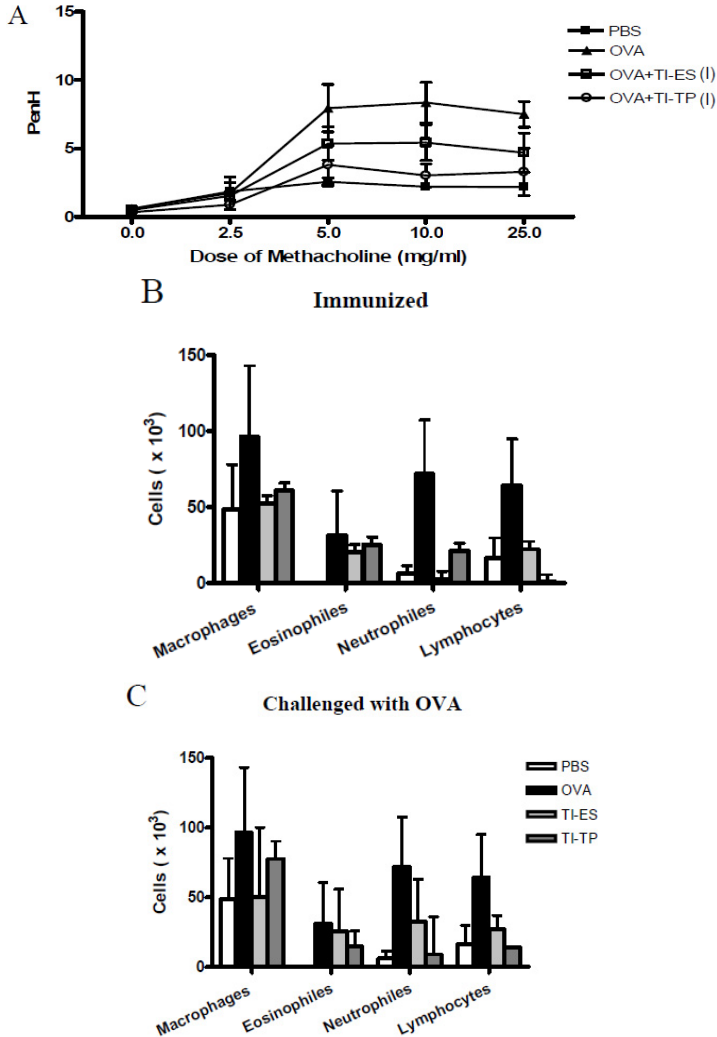 A
15
10
5
0
PenH
0.0 2.5 5.0 10.0 25.0
Dose of Methacholine (mg/ml)
PBS
OVA
OVA+TI-ES (I)
OVA+TI-TP (I)
B
Immunized
150
100
50
0
Cells ( x 10³)
Macrophages
Eosinophiles
Neutrophiles
Lymphocytes
C
Challenged with OVA
150
100
50
0
Cells ( x 10³)
Macrophages
Eosinophiles
Neutrophiles
Lymphocytes
PBS
OVA
TI-ES
TI-TP